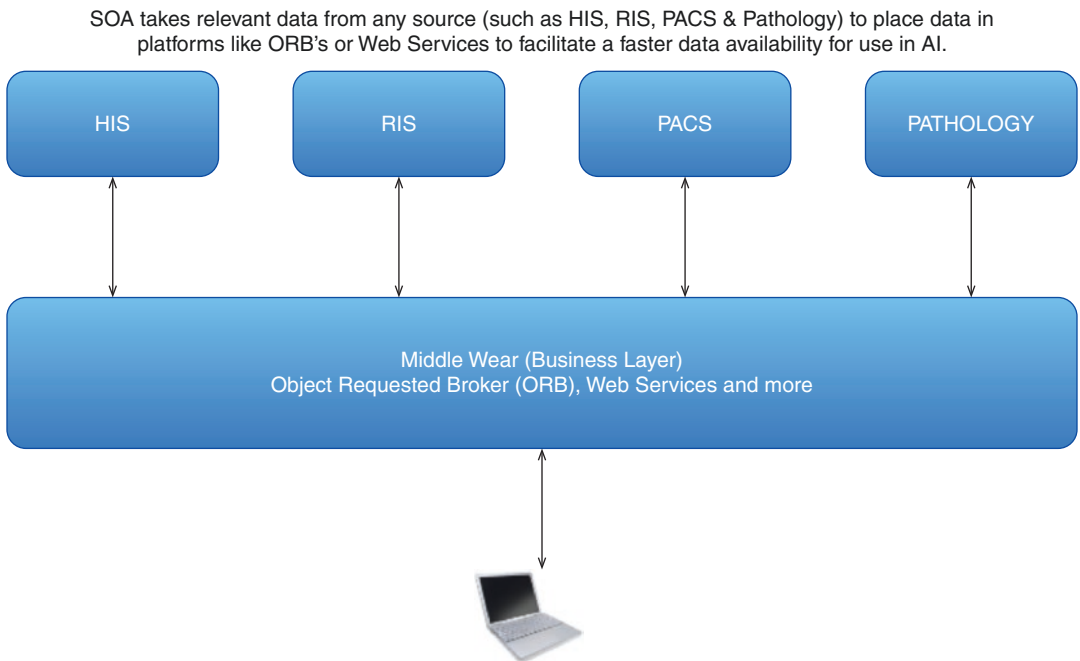 SOA takes relevant data from any source (such as HIS, RIS, PACS & Pathology) to place data in
platforms like ORB's or Web Services to facilitate a faster data availability for use in AI.
HIS
RIS
PACS
PATHOLOGY
Middle Wear (Business Layer)
Object Requested Broker (ORB), Web Services and more